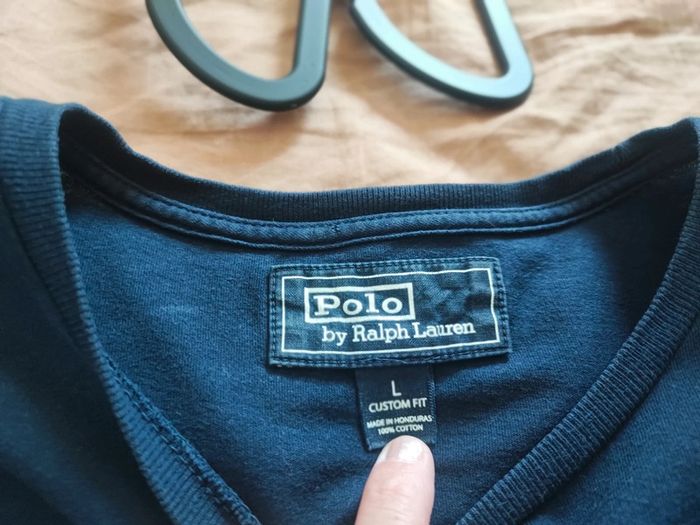 Polo
by Ralph Lauren
L
CUSTOM FIT
MADE IN HONDURAS
100% COTTON